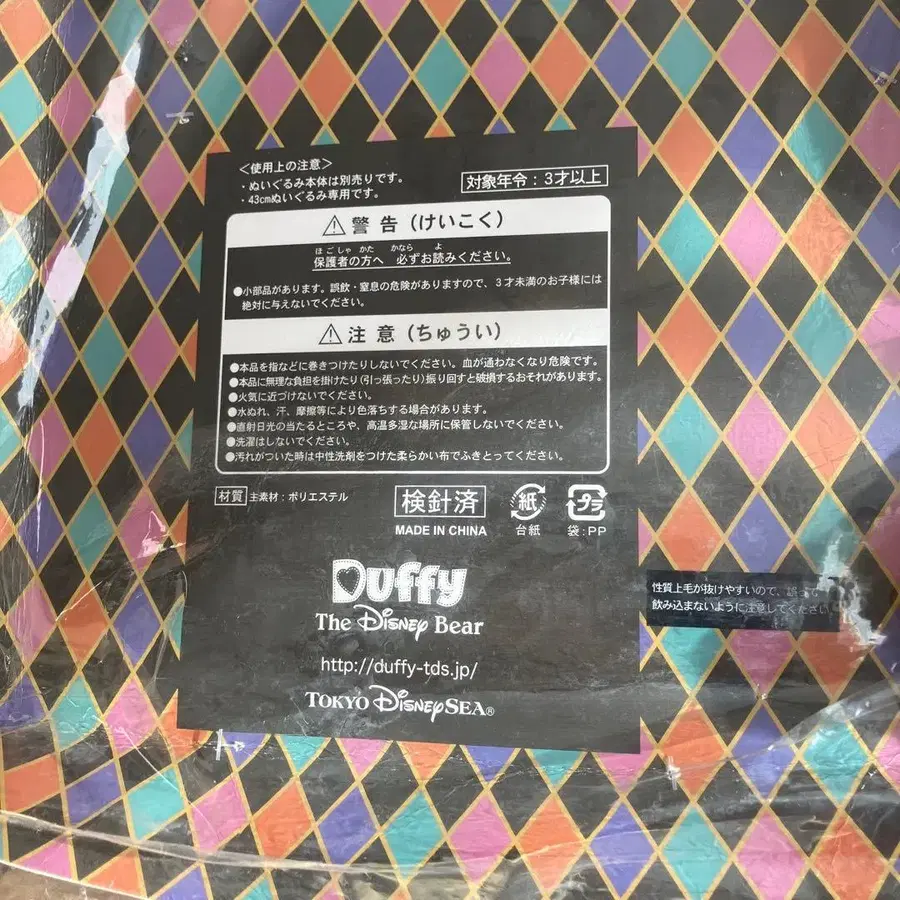 ＜使用上の注意＞
・ぬいぐるみ本体は別売りです。
・43cmぬいぐるみ専用です。
対象年令：3才以上
⚠警告（けいこく）
ほごしゃ かた かなら よ
保護者の方へ 必ずお読みください。
●小部品があります。誤飲・窒息の危険がありますので、3才未満のお子様には
絶対に与えないでください。
⚠注意（ちゅうい）
●本品を指などに巻きつけたりしないでください。血が通わなくなり危険です。
●本品に無理な負担を掛けたり（引っ張ったり）振り回すと破損するおそれがあります。
●火気に近づけないでください。
●水ぬれ、汗、摩擦等により色落ちする場合があります。
●直射日光の当たるところや、高温多湿な場所に保管しないでください。
●洗濯はしないでください。
●汚れがついた時は中性洗剤をつけた柔らかい布でふきとってください。
材質 主素材：ポリエステル
検針済
MADE IN CHINA
紙
台紙
プラ
袋：PP
性質上毛が抜けやすいので、誤
飲み込まないように注意してください
Duffy
The Disney Bear
http://duffy-tds.jp/
TOKYO DisneySEA®